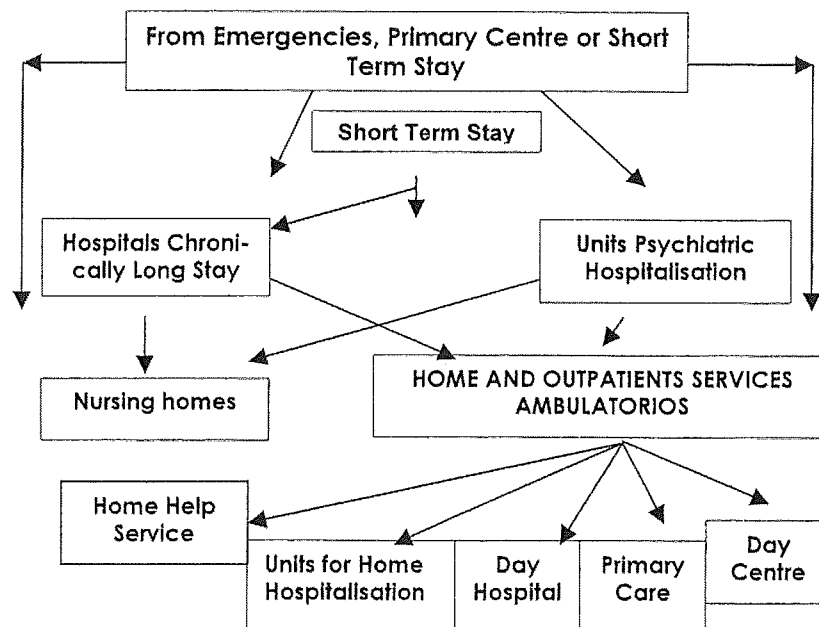 From Emergencies, Primary Centre or Short
Term Stay
Short Term Stay
Hospitals Chroni-
cally Long Stay
Units Psychiatric
Hospitalisation
Nursing homes
HOME AND OUTPATIENTS SERVICES
AMBULATORIOS
Home Help
Service
Units for Home
Hospitalisation
Day
Hospital
Primary
Care
Day
Centre